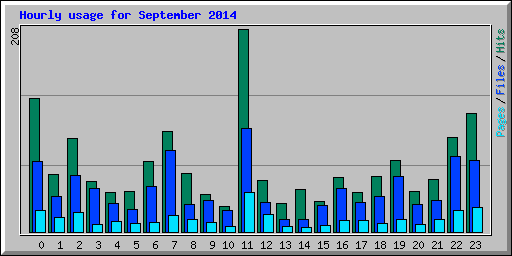 Hourly usage for September 2014
208
Pages / Files / Hits
0 1 2 3 4 5 6 7 8 9 10 11 12 13 14 15 16 17 18 19 20 21 22 23